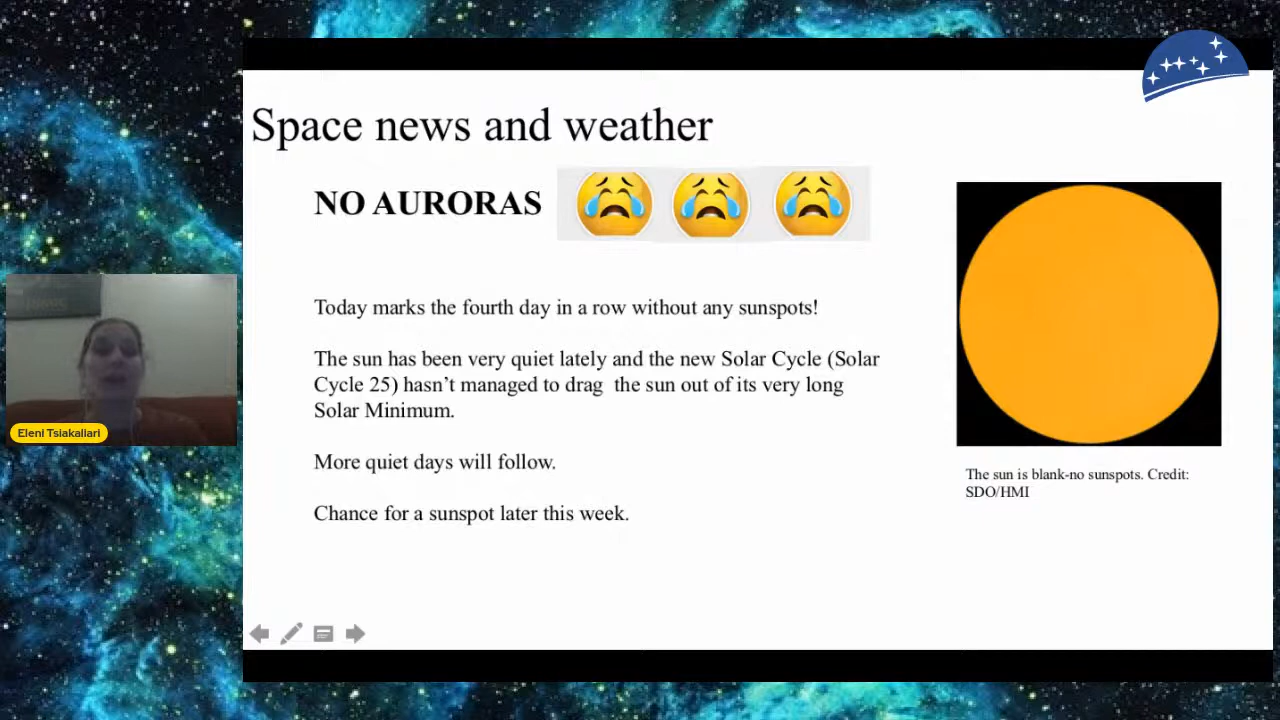 Space news and weather
NO AURORAS
Today marks the fourth day in a row without any sunspots!
The sun has been very quiet lately and the new Solar Cycle (Solar
Cycle 25) hasn't managed to drag  the sun out of its very long
Solar Minimum.
More quiet days will follow.
Chance for a sunspot later this week.
The sun is blank-no sunspots. Credit:
SDO/HMI
Eleni Tsiakaliari